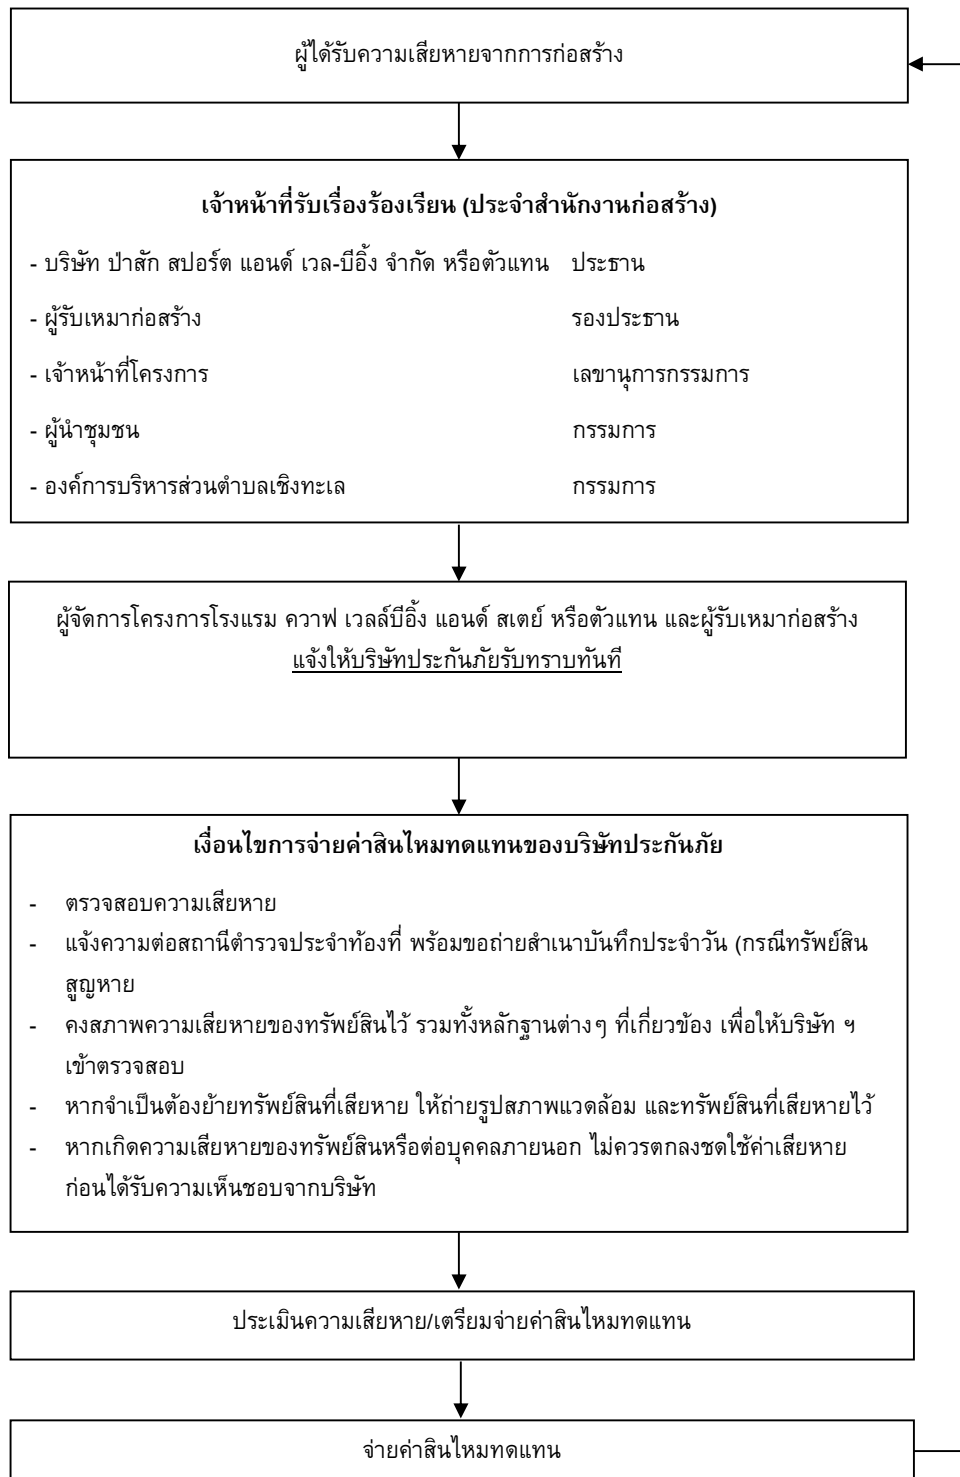 ผู้ได้รับความเสียหายจากการก่อสร้าง
เจ้าหน้าที่รับเรื่องร้องเรียน (ประจำสำนักงานก่อสร้าง)
- บริษัท ป่าสัก สปอร์ต แอนด์ เวล-บีอิ้ง จำกัด หรือตัวแทน ประธาน
- ผู้รับเหมาก่อสร้าง รองประธาน
- เจ้าหน้าที่โครงการ เลขานุการกรรมการ
- ผู้นำชุมชน กรรมการ
- องค์การบริหารส่วนตำบลเชิงทะเล กรรมการ
ผู้จัดการโครงการโรงแรม ควาฟ เวลล์บีอิ้ง แอนด์ สเตย์ หรือตัวแทน และผู้รับเหมาก่อสร้าง
แจ้งให้บริษัทประกันภัยรับทราบทันที
เงื่อนไขการจ่ายค่าสินไหมทดแทนของบริษัทประกันภัย
- ตรวจสอบความเสียหาย
- แจ้งความต่อสถานีตำรวจประจำท้องที่ พร้อมขอถ่ายสำเนาบันทึกประจำวัน (กรณีทรัพย์สิน
สูญหาย
- คงสภาพความเสียหายของทรัพย์สินไว้ รวมทั้งหลักฐานต่างๆ ที่เกี่ยวข้อง เพื่อให้บริษัท ฯ
เข้าตรวจสอบ
- หากจำเป็นต้องย้ายทรัพย์สินที่เสียหาย ให้ถ่ายรูปสภาพแวดล้อม และทรัพย์สินที่เสียหายไว้
- หากเกิดความเสียหายของทรัพย์สินหรือต่อบุคคลภายนอก ไม่ควรตกลงชดใช้ค่าเสียหาย
ก่อนได้รับความเห็นชอบจากบริษัท
ประเมินความเสียหาย/เตรียมจ่ายค่าสินไหมทดแทน
จ่ายค่าสินไหมทดแทน